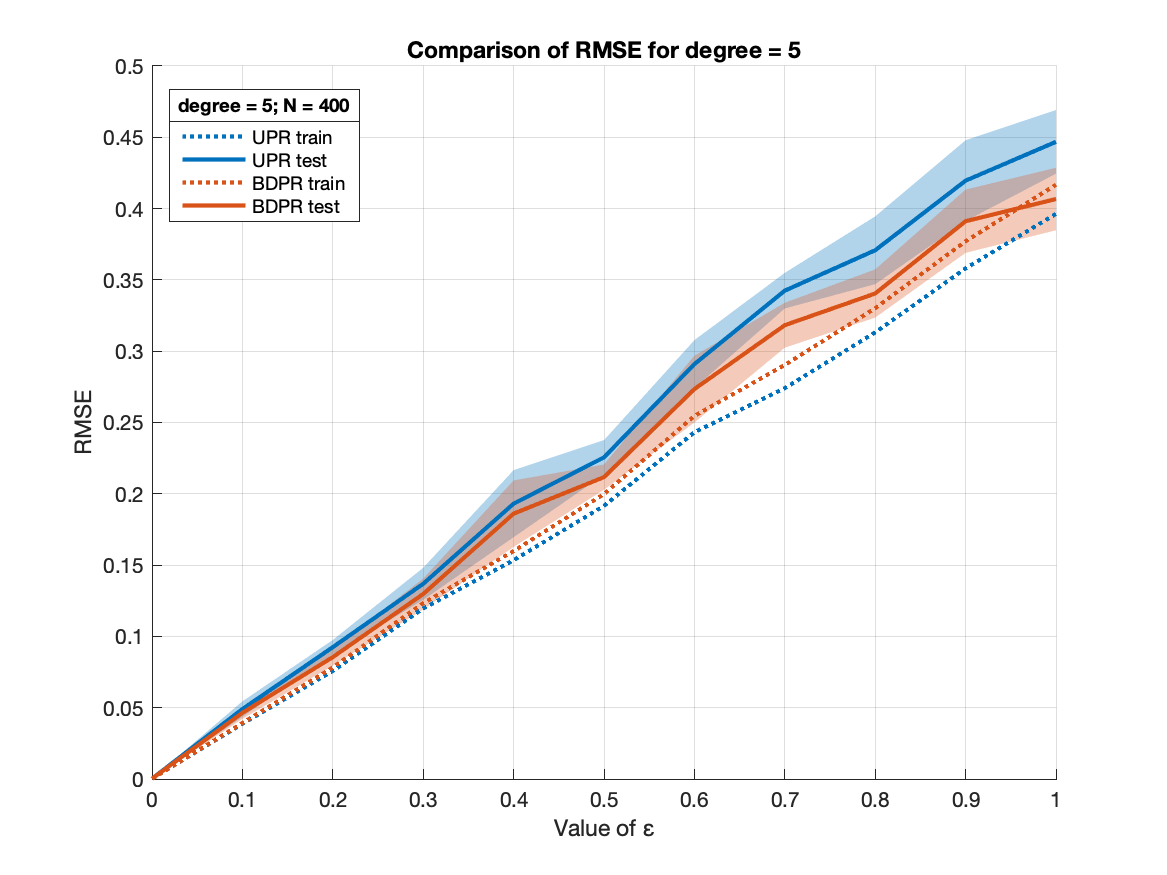 Comparison of RMSE for degree = 5
degree = 5; N = 400
UPR train
UPR test
BDPR train
BDPR test
0.5
0.45
0.4
0.35
0.3
0.25
0.2
0.15
0.1
0.05
0
RMSE
0 0.1 0.2 0.3 0.4 0.5 0.6 0.7 0.8 0.9 1
Value of ε